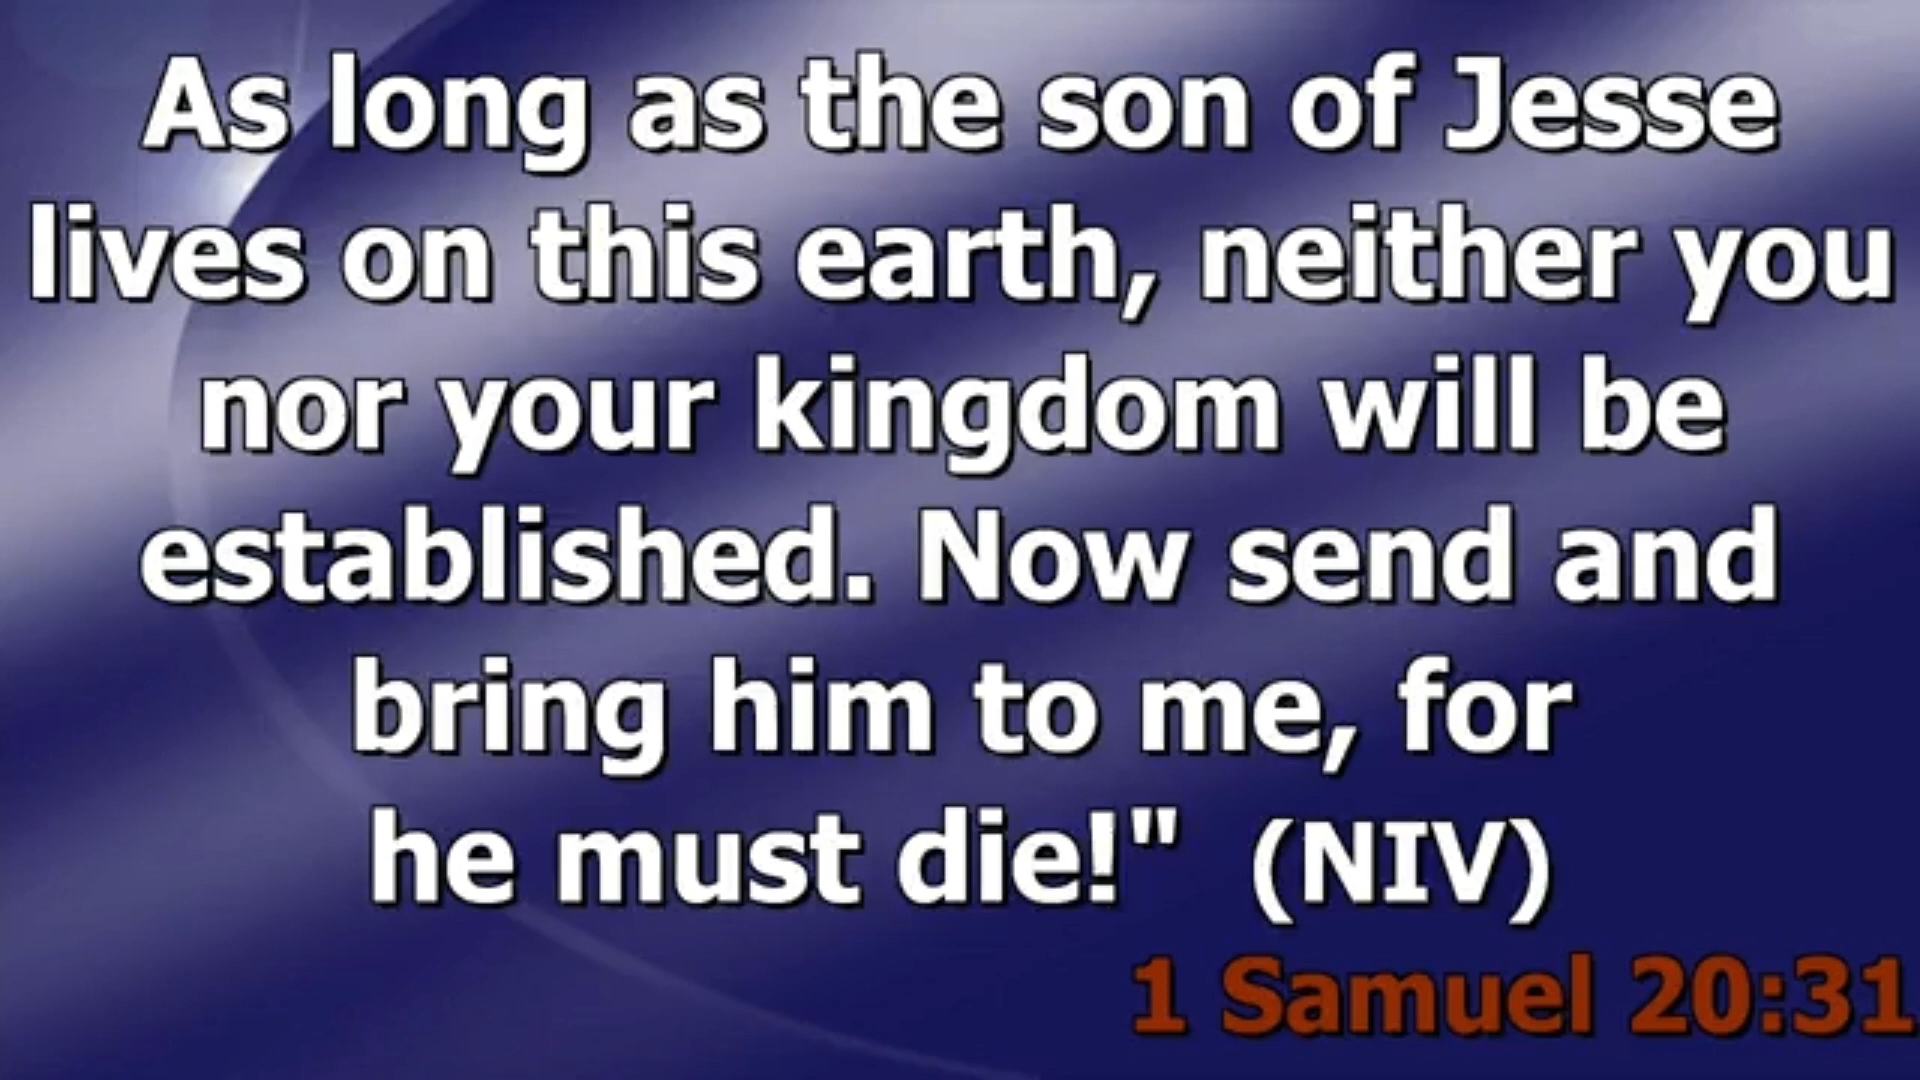 As long as the son of Jesse
lives on this earth, neither you
nor your kingdom will be
established. Now send and
bring him to me, for
he must die!" (NIV)
1 Samuel 20:31